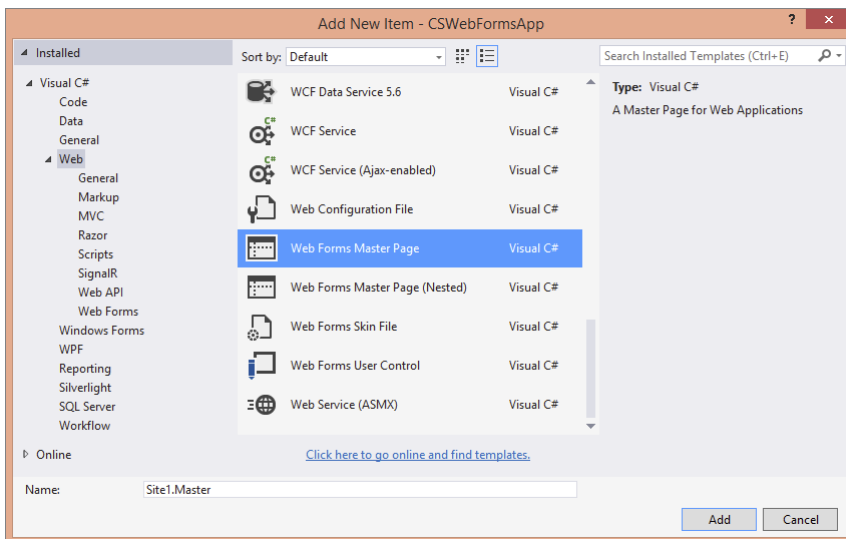 Add New Item - CSWebFormsApp
? ×
Installed
Sort by: Default
Search Installed Templates (Ctrl+E)
Visual C#
Code
Data
General
Web
General
Markup
MVC
Razor
Scripts
SignalR
Web API
Web Forms
Windows Forms
WPF
Reporting
Silverlight
SQL Server
Workflow
Online
WCF Data Service 5.6 Visual C#
C# WCF Service Visual C#
C# WCF Service (Ajax-enabled) Visual C#
Web Configuration File Visual C#
Web Forms Master Page Visual C#
Web Forms Master Page (Nested) Visual C#
Web Forms Skin File Visual C#
Web Forms User Control Visual C#
Web Service (ASMX) Visual C#
Click here to go online and find templates.
Type: Visual C#
A Master Page for Web Applications
Name: Site1.Master
Add Cancel